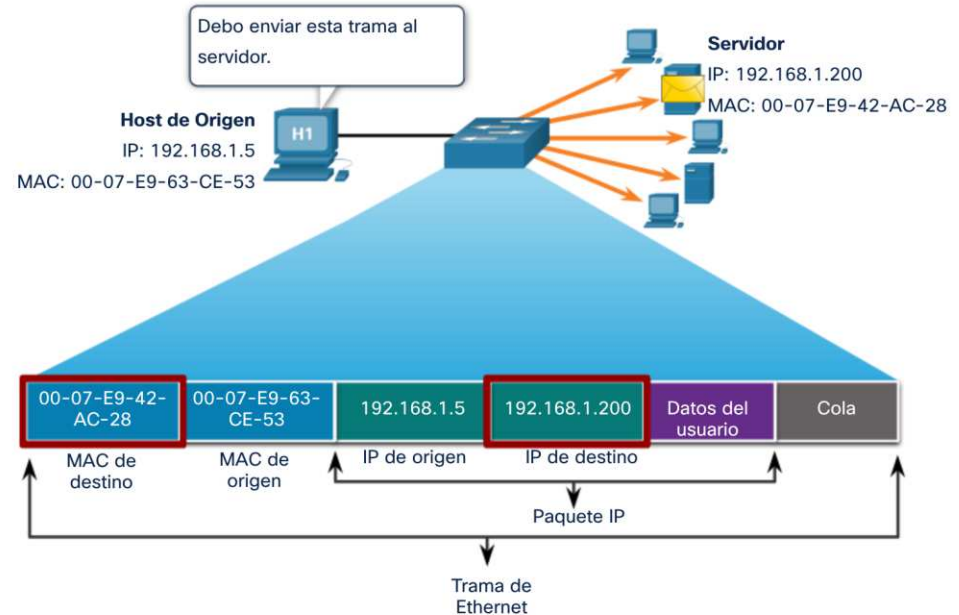 Debo enviar esta trama al
servidor.
Servidor
IP: 192.168.1.200
MAC: 00-07-E9-42-AC-28
Host de Origen
IP: 192.168.1.5
MAC: 00-07-E9-63-CE-53
H1
00-07-E9-42-
AC-28
00-07-E9-63-
CE-53
192.168.1.5
192.168.1.200
Datos del
usuario
Cola
MAC de
destino
MAC de
origen
IP de origen
IP de destino
Paquete IP
Trama de
Ethernet